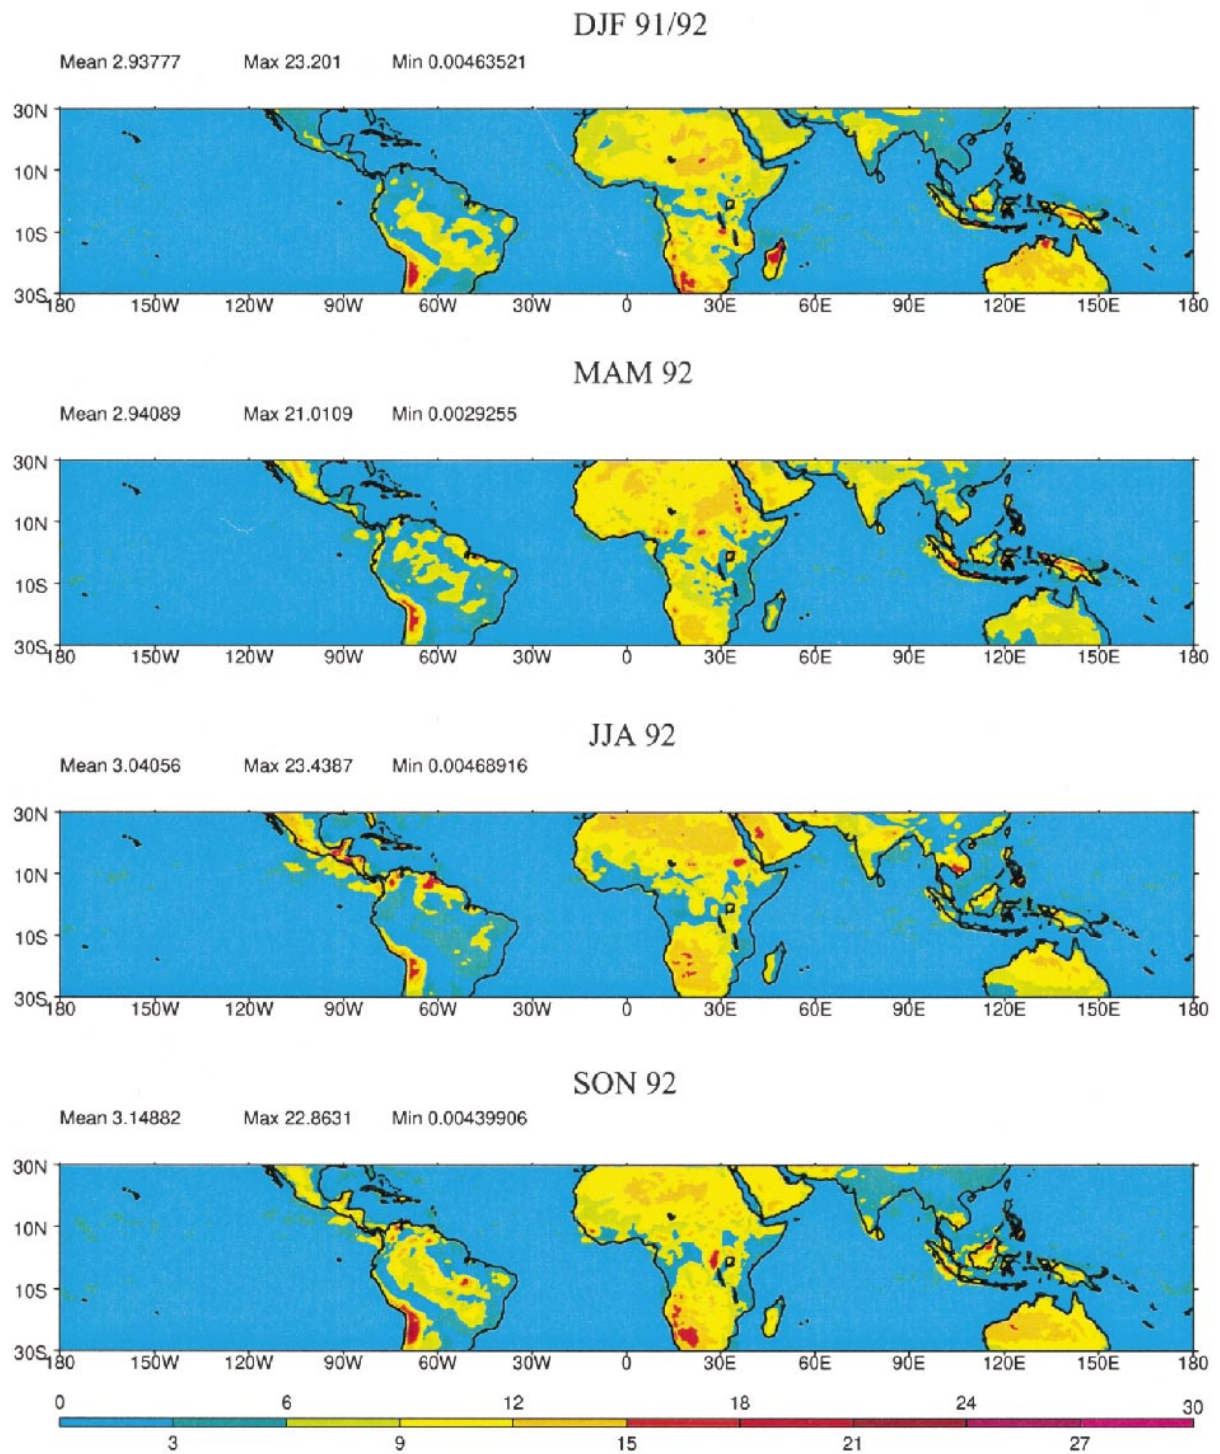 DJF 91/92
Mean 2.93777 Max 23.201 Min 0.00463521
30N
10N
10S
30S
180 150W 120W 90W 60W 30W 0 30E 60E 90E 120E 150E 180
MAM 92
Mean 2.94089 Max 21.0109 Min 0.0029255
30N
10N
10S
30S
180 150W 120W 90W 60W 30W 0 30E 60E 90E 120E 150E 180
JJA 92
Mean 3.04056 Max 23.4387 Min 0.00468916
30N
10N
10S
30S
180 150W 120W 90W 60W 30W 0 30E 60E 90E 120E 150E 180
SON 92
Mean 3.14882 Max 22.8631 Min 0.00439906
30N
10N
10S
30S
180 150W 120W 90W 60W 30W 0 30E 60E 90E 120E 150E 180
0 6 12 18 24 30
3 9 15 21 27